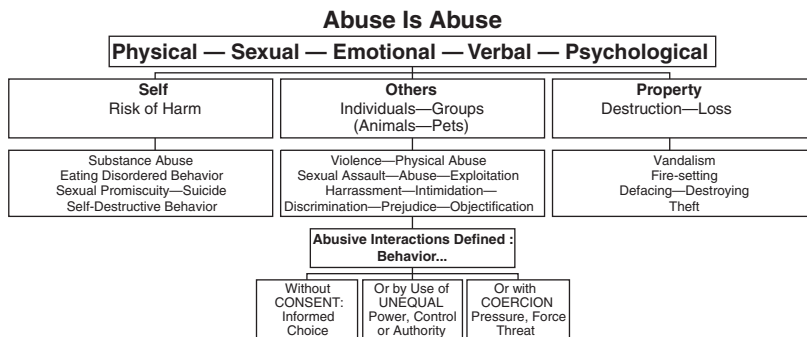 Abuse Is Abuse
Physical — Sexual — Emotional — Verbal — Psychological
Self
Risk of Harm
Others
Individuals—Groups
(Animals—Pets)
Property
Destruction—Loss
Substance Abuse
Eating Disordered Behavior
Sexual Promiscuity—Suicide
Self-Destructive Behavior
Violence—Physical Abuse
Sexual Assault—Abuse—Exploitation
Harrassment—Intimidation—
Discrimination—Prejudice—Objectification
Vandalism
Fire-setting
Defacing—Destroying
Theft
Abusive Interactions Defined :
Behavior...
Without
CONSENT:
Informed
Choice
Or by Use of
UNEQUAL
Power, Control
or Authority
Or with
COERCION
Pressure, Force
Threat